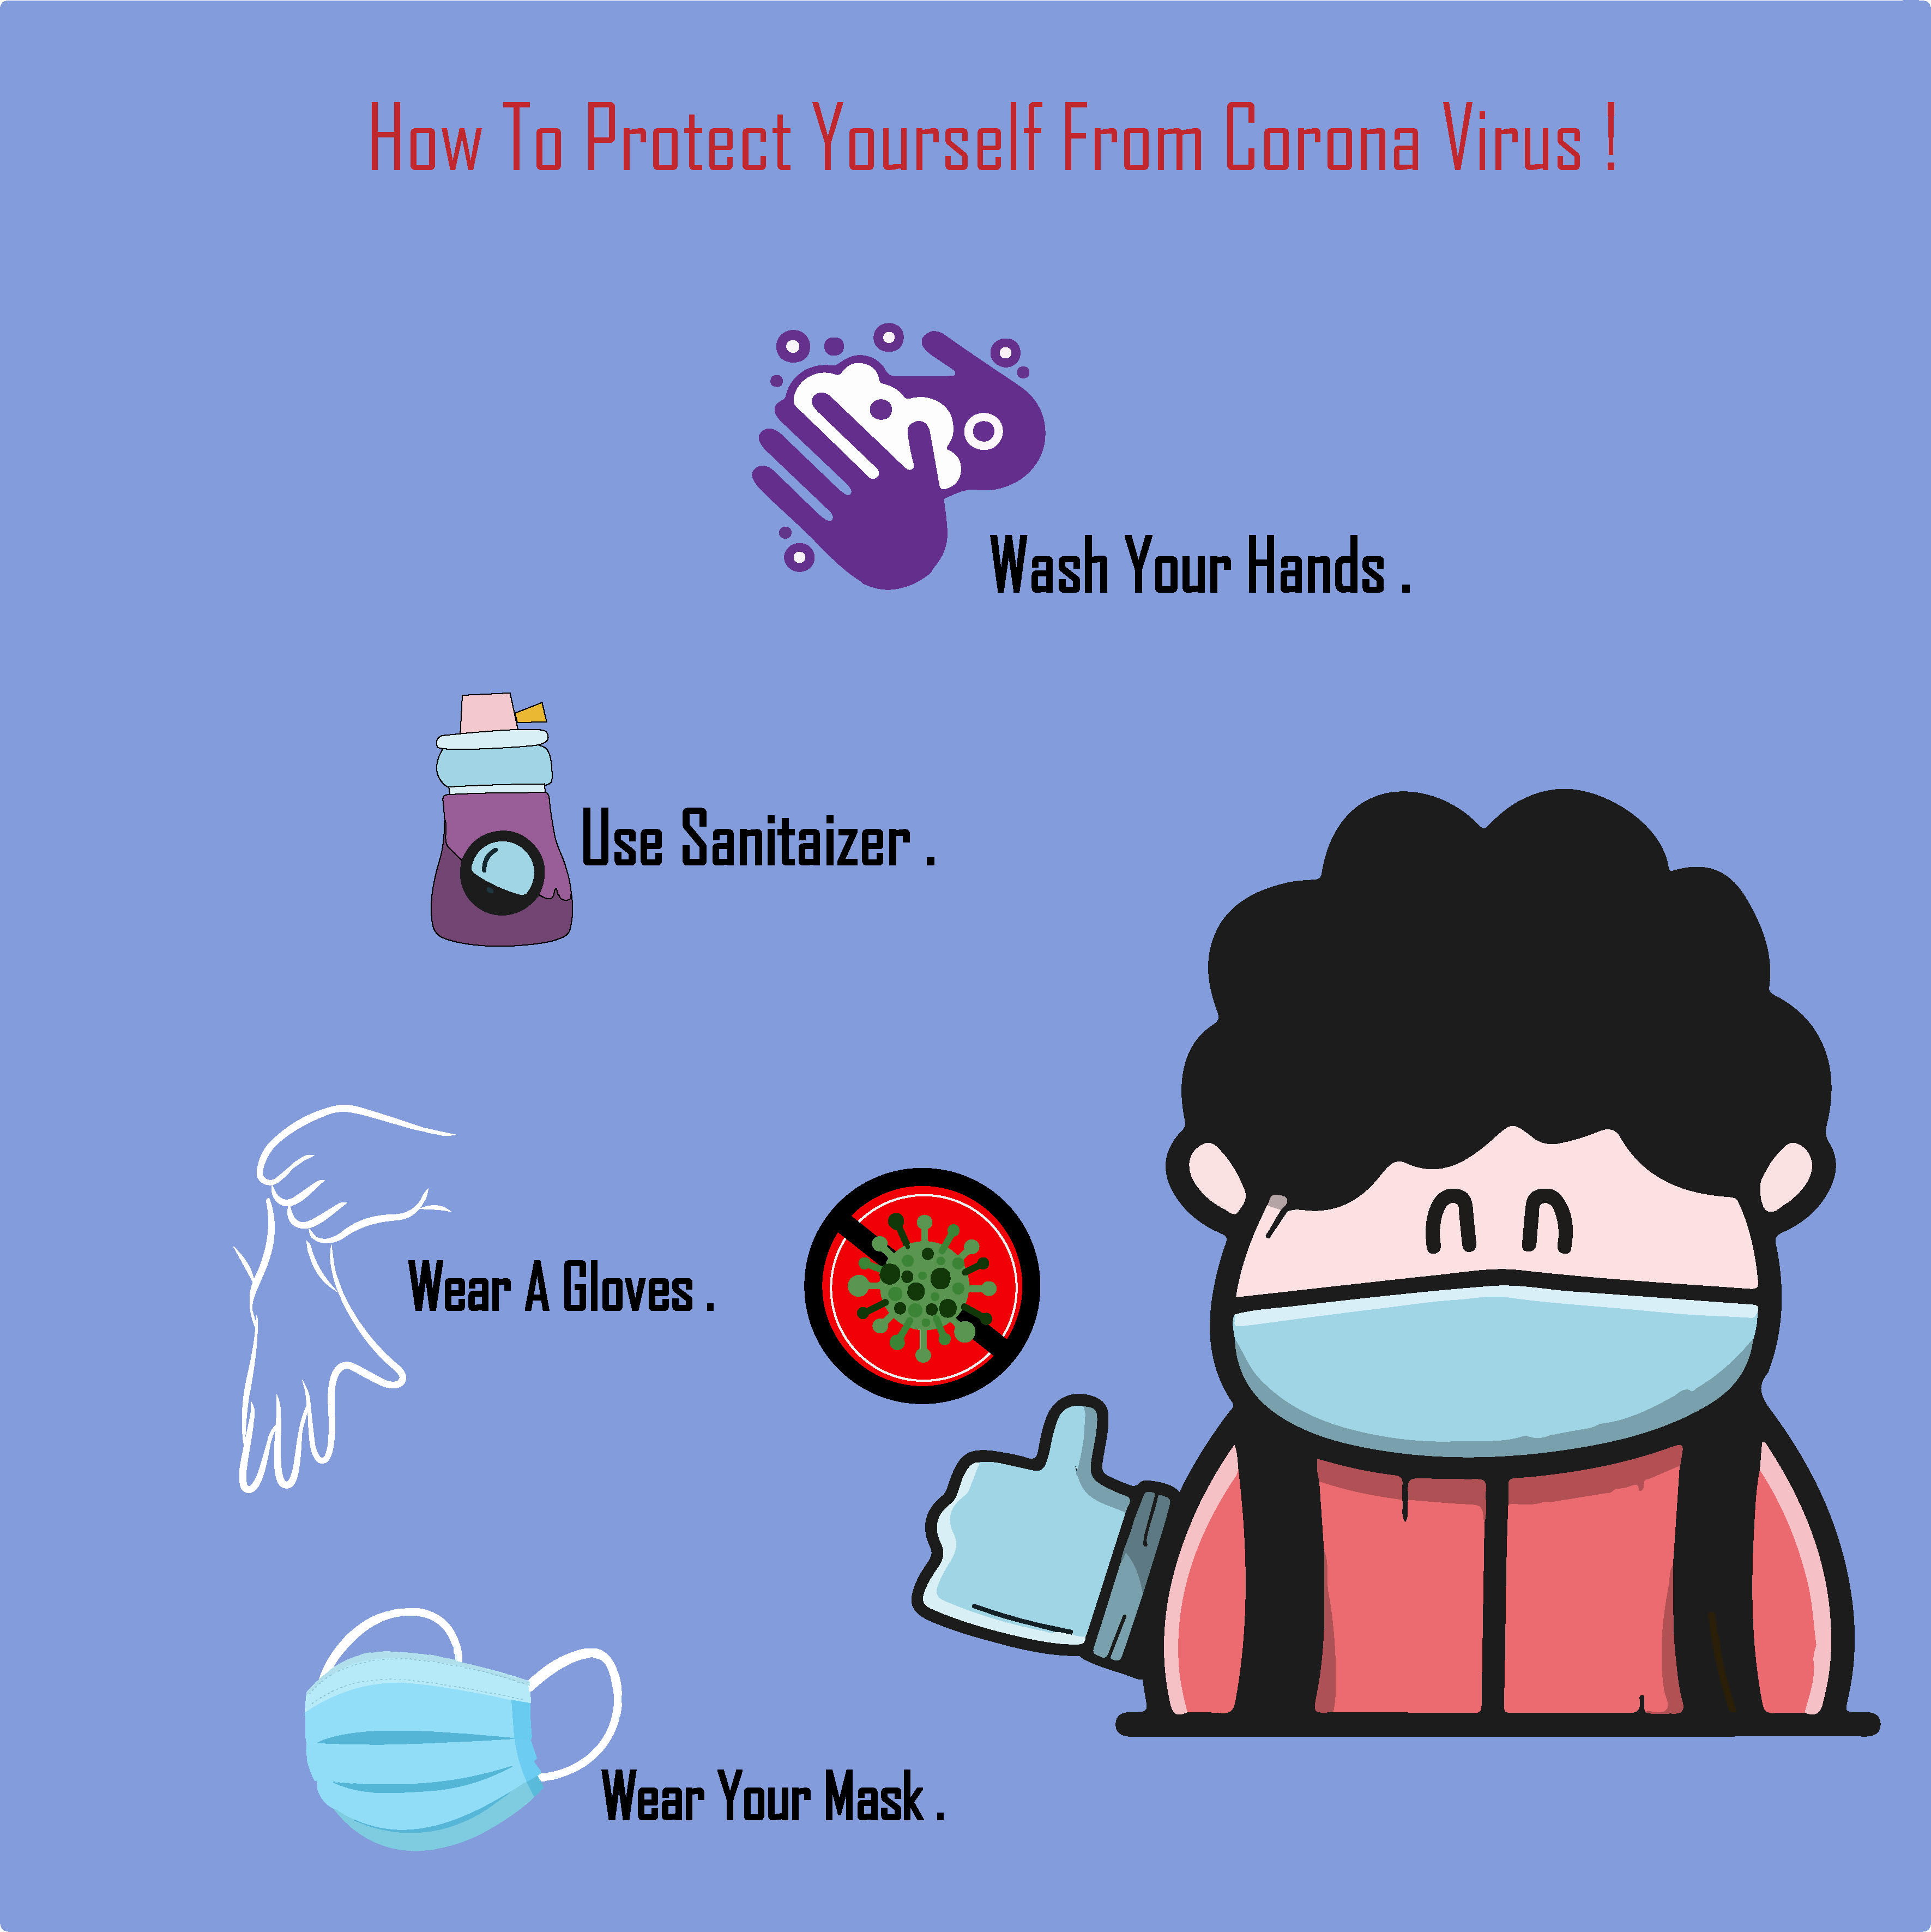 How To Protect Yourself From Corona Virus !
Wash Your Hands .
Use Sanitaizer .
Wear A Gloves .
Wear Your Mask .